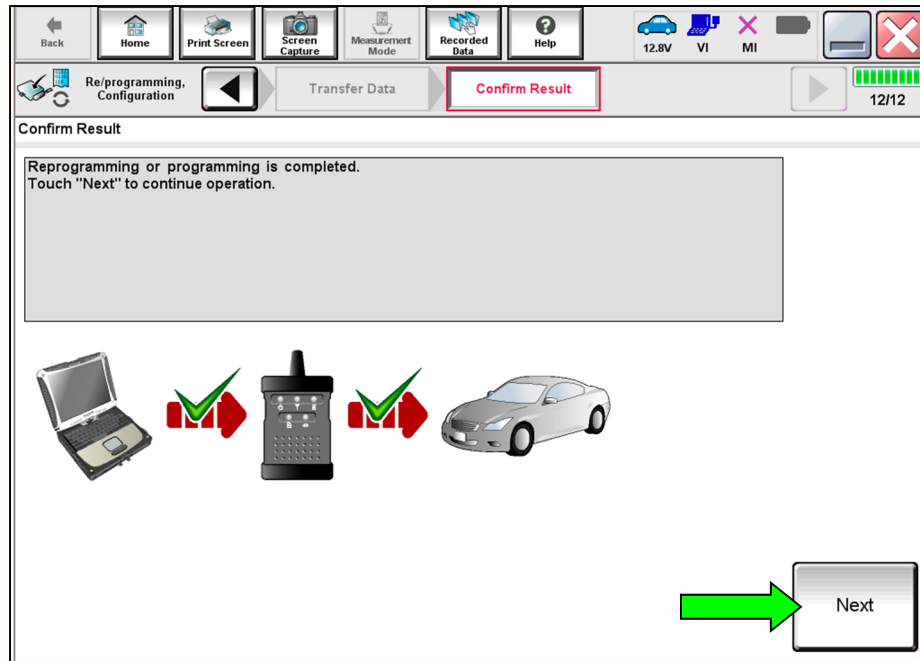 Back
Home
Print Screen
Screen
Capture
Measurement
Mode
Recorded
Data
Help
12.8V
VI
MI
Re/programming,
Configuration
Transfer Data
Confirm Result
12/12
Confirm Result
Reprogramming or programming is completed.
Touch "Next" to continue operation.
Next